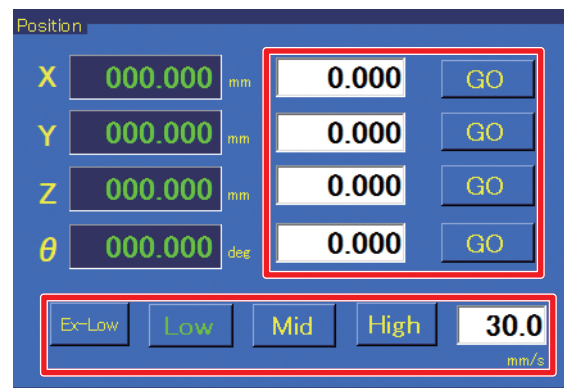 Position
X 000.000 mm 0.000 GO
Y 000.000 mm 0.000 GO
Z 000.000 mm 0.000 GO
θ 000.000 deg 0.000 GO
Ex-Low Low Mid High 30.0
mm/s